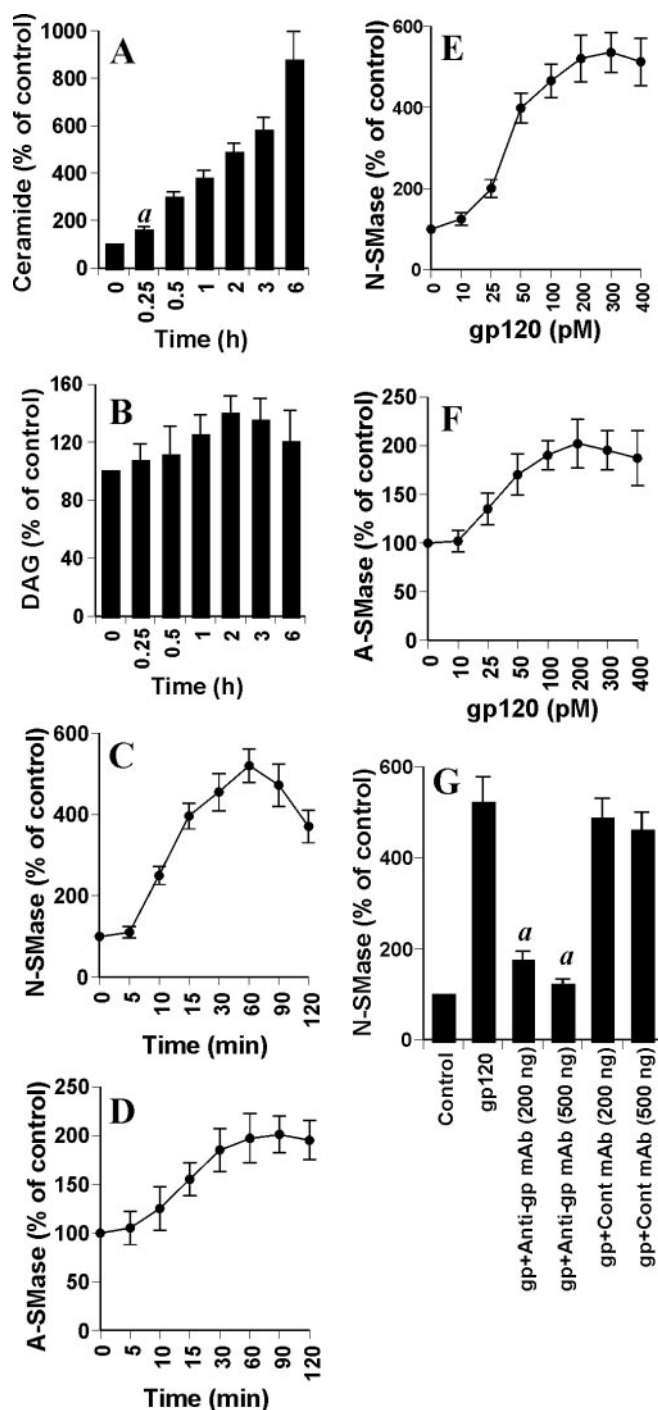 A
Ceramide (% of control)
1000
800
600
400
200
0
a
0
0.25
0.5
1
2
3
6
Time (h)
B
DAG (% of control)
160
120
80
40
0
0
0.25
0.5
1
2
3
6
Time (h)
C
N-SMase (% of control)
600
400
200
0
0
5
10
15
30
60
90
120
Time (min)
D
A-SMase (% of control)
250
200
150
100
50
0
0
5
10
15
30
60
90
120
Time (min)
E
N-SMase (% of control)
600
400
200
0
0
10
25
50
100
200
300
400
gp120 (pM)
F
A-SMase (% of control)
250
200
150
100
50
0
0
10
25
50
100
200
300
400
gp120 (pM)
G
N-SMase (% of control)
600
400
200
0
a
a
Control
gp120
gp+Anti-gp mAb (200 ng)
gp+Anti-gp mAb (500 ng)
gp+Cont mAb (200 ng)
gp+Cont mAb (500 ng)